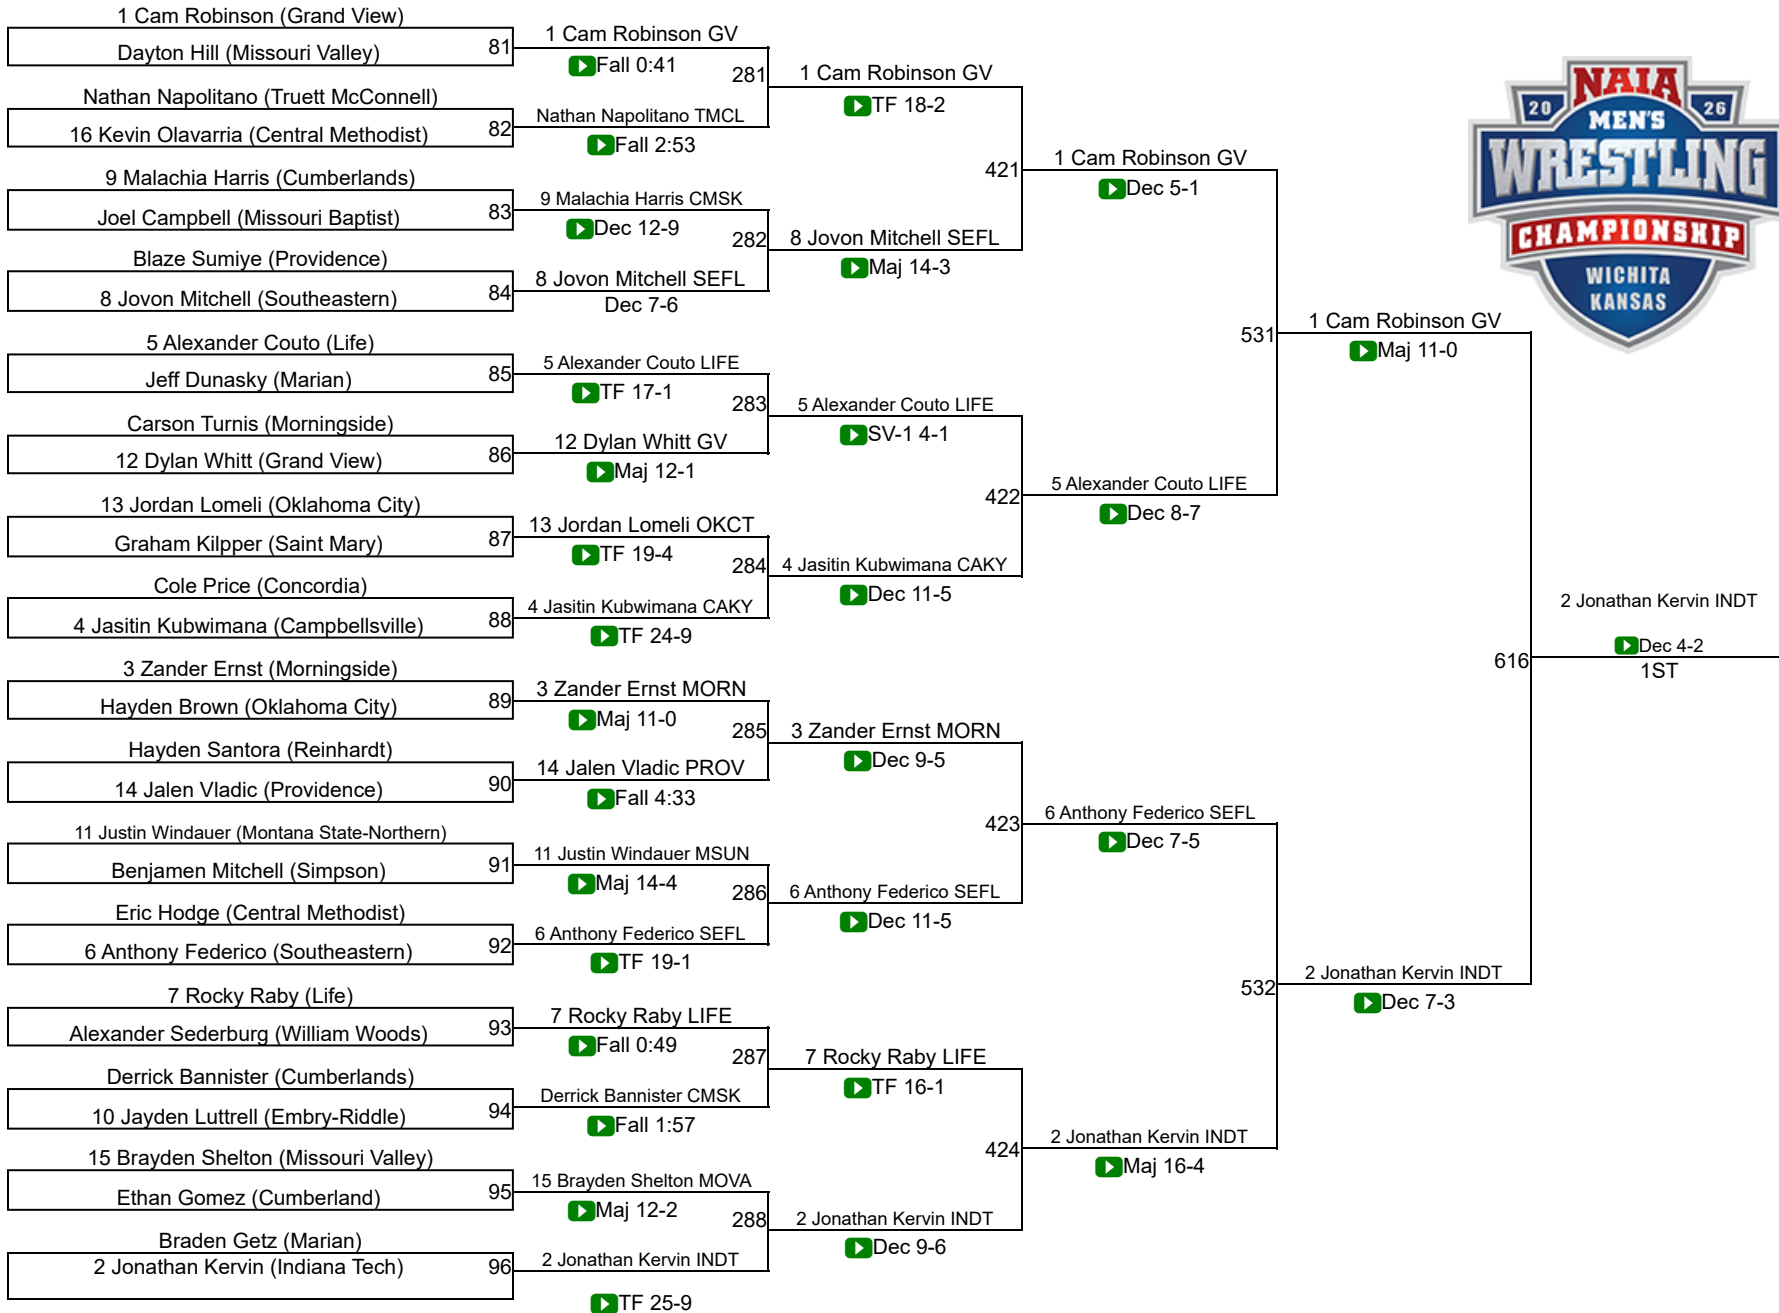 1 Cam Robinson (Grand View)
Dayton Hill (Missouri Valley)
81
Nathan Napolitano (Truett McConnell)
16 Kevin Olavarria (Central Methodist)
82
9 Malachia Harris (Cumberlands)
Joel Campbell (Missouri Baptist)
83
Blaze Sumiye (Providence)
8 Jovon Mitchell (Southeastern)
84
5 Alexander Couto (Life)
Jeff Dunasky (Marian)
85
Carson Turnis (Morningside)
12 Dylan Whitt (Grand View)
86
13 Jordan Lomeli (Oklahoma City)
Graham Kilpper (Saint Mary)
87
Cole Price (Concordia)
4 Jasitin Kubwimana (Campbellsville)
88
3 Zander Ernst (Morningside)
Hayden Brown (Oklahoma City)
89
Hayden Santora (Reinhardt)
14 Jalen Vladic (Providence)
90
11 Justin Windauer (Montana State-Northern)
Benjamen Mitchell (Simpson)
91
Eric Hodge (Central Methodist)
6 Anthony Federico (Southeastern)
92
7 Rocky Raby (Life)
Alexander Sederburg (William Woods)
93
Derrick Bannister (Cumberlands)
10 Jayden Luttrell (Embry-Riddle)
94
15 Brayden Shelton (Missouri Valley)
Ethan Gomez (Cumberland)
95
Braden Getz (Marian)
2 Jonathan Kervin (Indiana Tech)
96
1 Cam Robinson GV
Fall 0:41
281
Nathan Napolitano TMCL
Fall 2:53
9 Malachia Harris CMSK
Dec 12-9
282
8 Jovon Mitchell SEFL
Dec 7-6
5 Alexander Couto LIFE
TF 17-1
283
12 Dylan Whitt GV
Maj 12-1
13 Jordan Lomeli OKCT
TF 19-4
284
4 Jasitin Kubwimana CAKY
TF 24-9
3 Zander Ernst MORN
Maj 11-0
285
14 Jalen Vladic PROV
Fall 4:33
11 Justin Windauer MSUN
Maj 14-4
286
6 Anthony Federico SEFL
TF 19-1
7 Rocky Raby LIFE
Fall 0:49
287
Derrick Bannister CMSK
Fall 1:57
15 Brayden Shelton MOVA
Maj 12-2
288
2 Jonathan Kervin INDT
TF 25-9
1 Cam Robinson GV
TF 18-2
421
8 Jovon Mitchell SEFL
Maj 14-3
5 Alexander Couto LIFE
SV-1 4-1
422
4 Jasitin Kubwimana CAKY
Dec 11-5
3 Zander Ernst MORN
Dec 9-5
423
6 Anthony Federico SEFL
Dec 11-5
7 Rocky Raby LIFE
TF 16-1
424
2 Jonathan Kervin INDT
Dec 9-6
1 Cam Robinson GV
Dec 5-1
531
5 Alexander Couto LIFE
Dec 8-7
6 Anthony Federico SEFL
Dec 7-5
532
2 Jonathan Kervin INDT
Maj 16-4
1 Cam Robinson GV
Maj 11-0
616
2 Jonathan Kervin INDT
Dec 7-3
2 Jonathan Kervin INDT
Dec 4-2
1ST
NAIA
20 26
MEN'S
WRESTLING
CHAMPIONSHIP
WICHITA
KANSAS